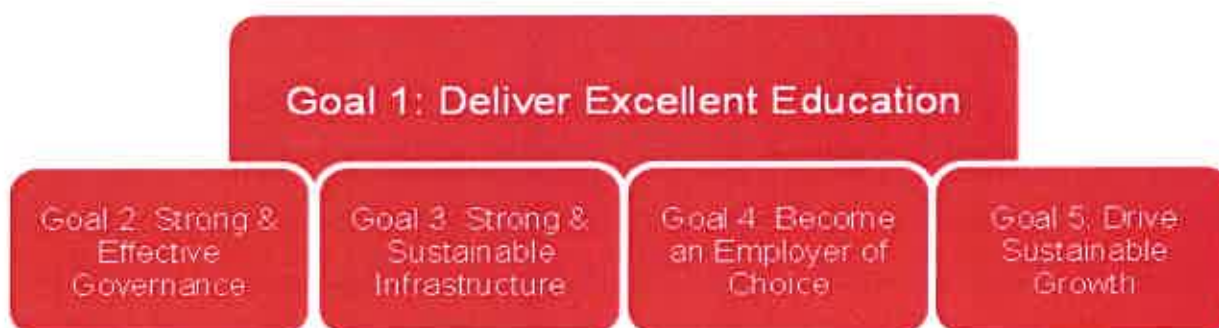 Goal 1: Deliver Excellent Education
Goal 2: Strong &
Effective
Governance
Goal 3: Strong &
Sustainable
Infrastructure
Goal 4: Become
an Employer of
Choice
Goal 5: Drive
Sustainable
Growth